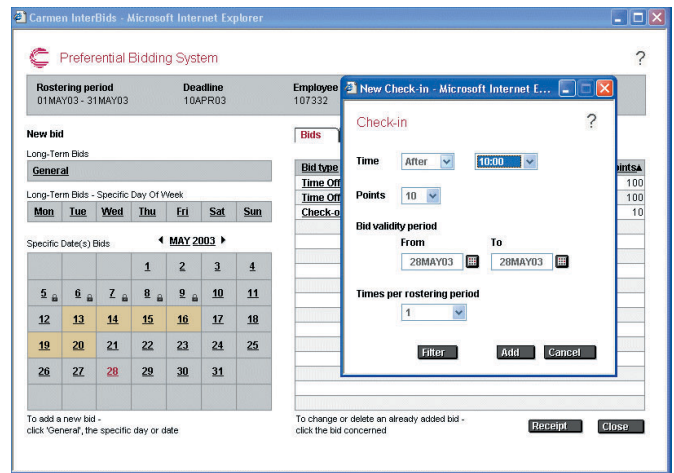 Carmen InterBids - Microsoft Internet Explorer
Preferential Bidding System
?
Rostering period
01MAY03 - 31MAY03
Deadline
10APR03
Employee
107332
New bid
Long-Term Bids
General
Long-Term Bids - Specific Day Of Week
Mon Tue Wed Thu Fri Sat Sun
Specific Date(s) Bids
MAY 2003
1 2 3 4
5 6 7 8 9 10 11
12 13 14 15 16 17 18
19 20 21 22 23 24 25
26 27 28 29 30 31
To add a new bid -
click 'General', the specific day or date
Bids
Bid type
Time Off
100
Time Off
100
Check-o
10
To change or delete an already added bid -
click the bid concerned
Receipt Close
New Check-in - Microsoft Internet E...
Check-in
?
Time After 10:00
Points 10
Bid validity period
From To
28MAY03 28MAY03
Times per rostering period
1
Filter Add Cancel